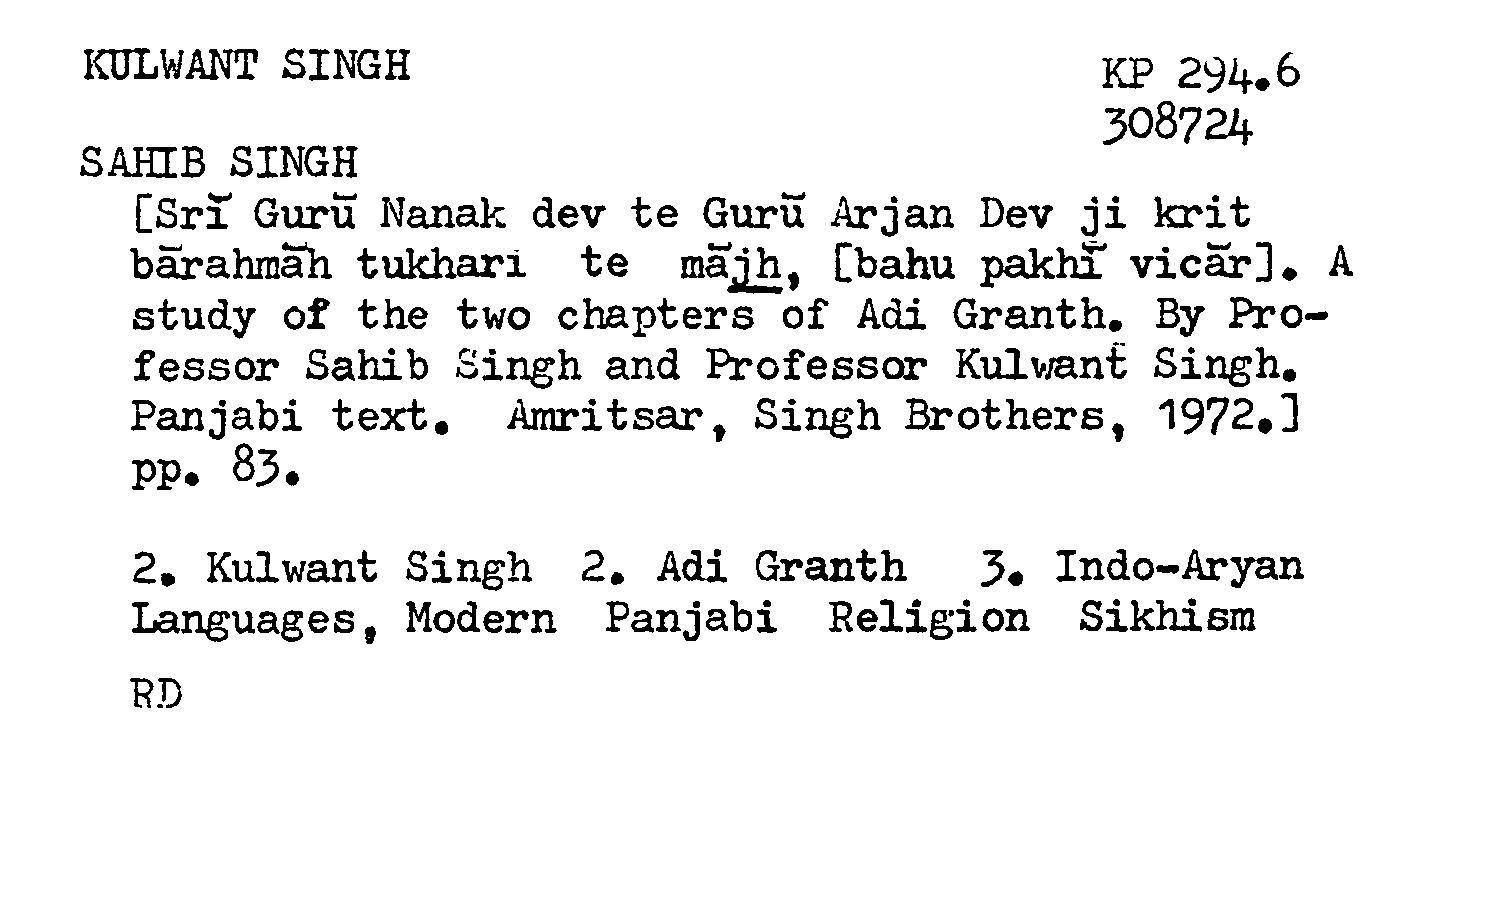 KULWANT SINGH
KP 294.6
308724
SAHIB SINGH
[Srī Gurū Nanak dev te Gurū Arjan Dev ji krit
bārahmāh tukhari te mājh, [bahu pakhī vicār]. A
study of the two chapters of Adi Granth. By Pro-
fessor Sahib Singh and Professor Kulwant Singh.
Panjabi text. Amritsar, Singh Brothers, 1972.]
pp. 83.
2. Kulwant Singh 2. Adi Granth 3. Indo-Aryan
Languages, Modern Panjabi Religion Sikhism
RD